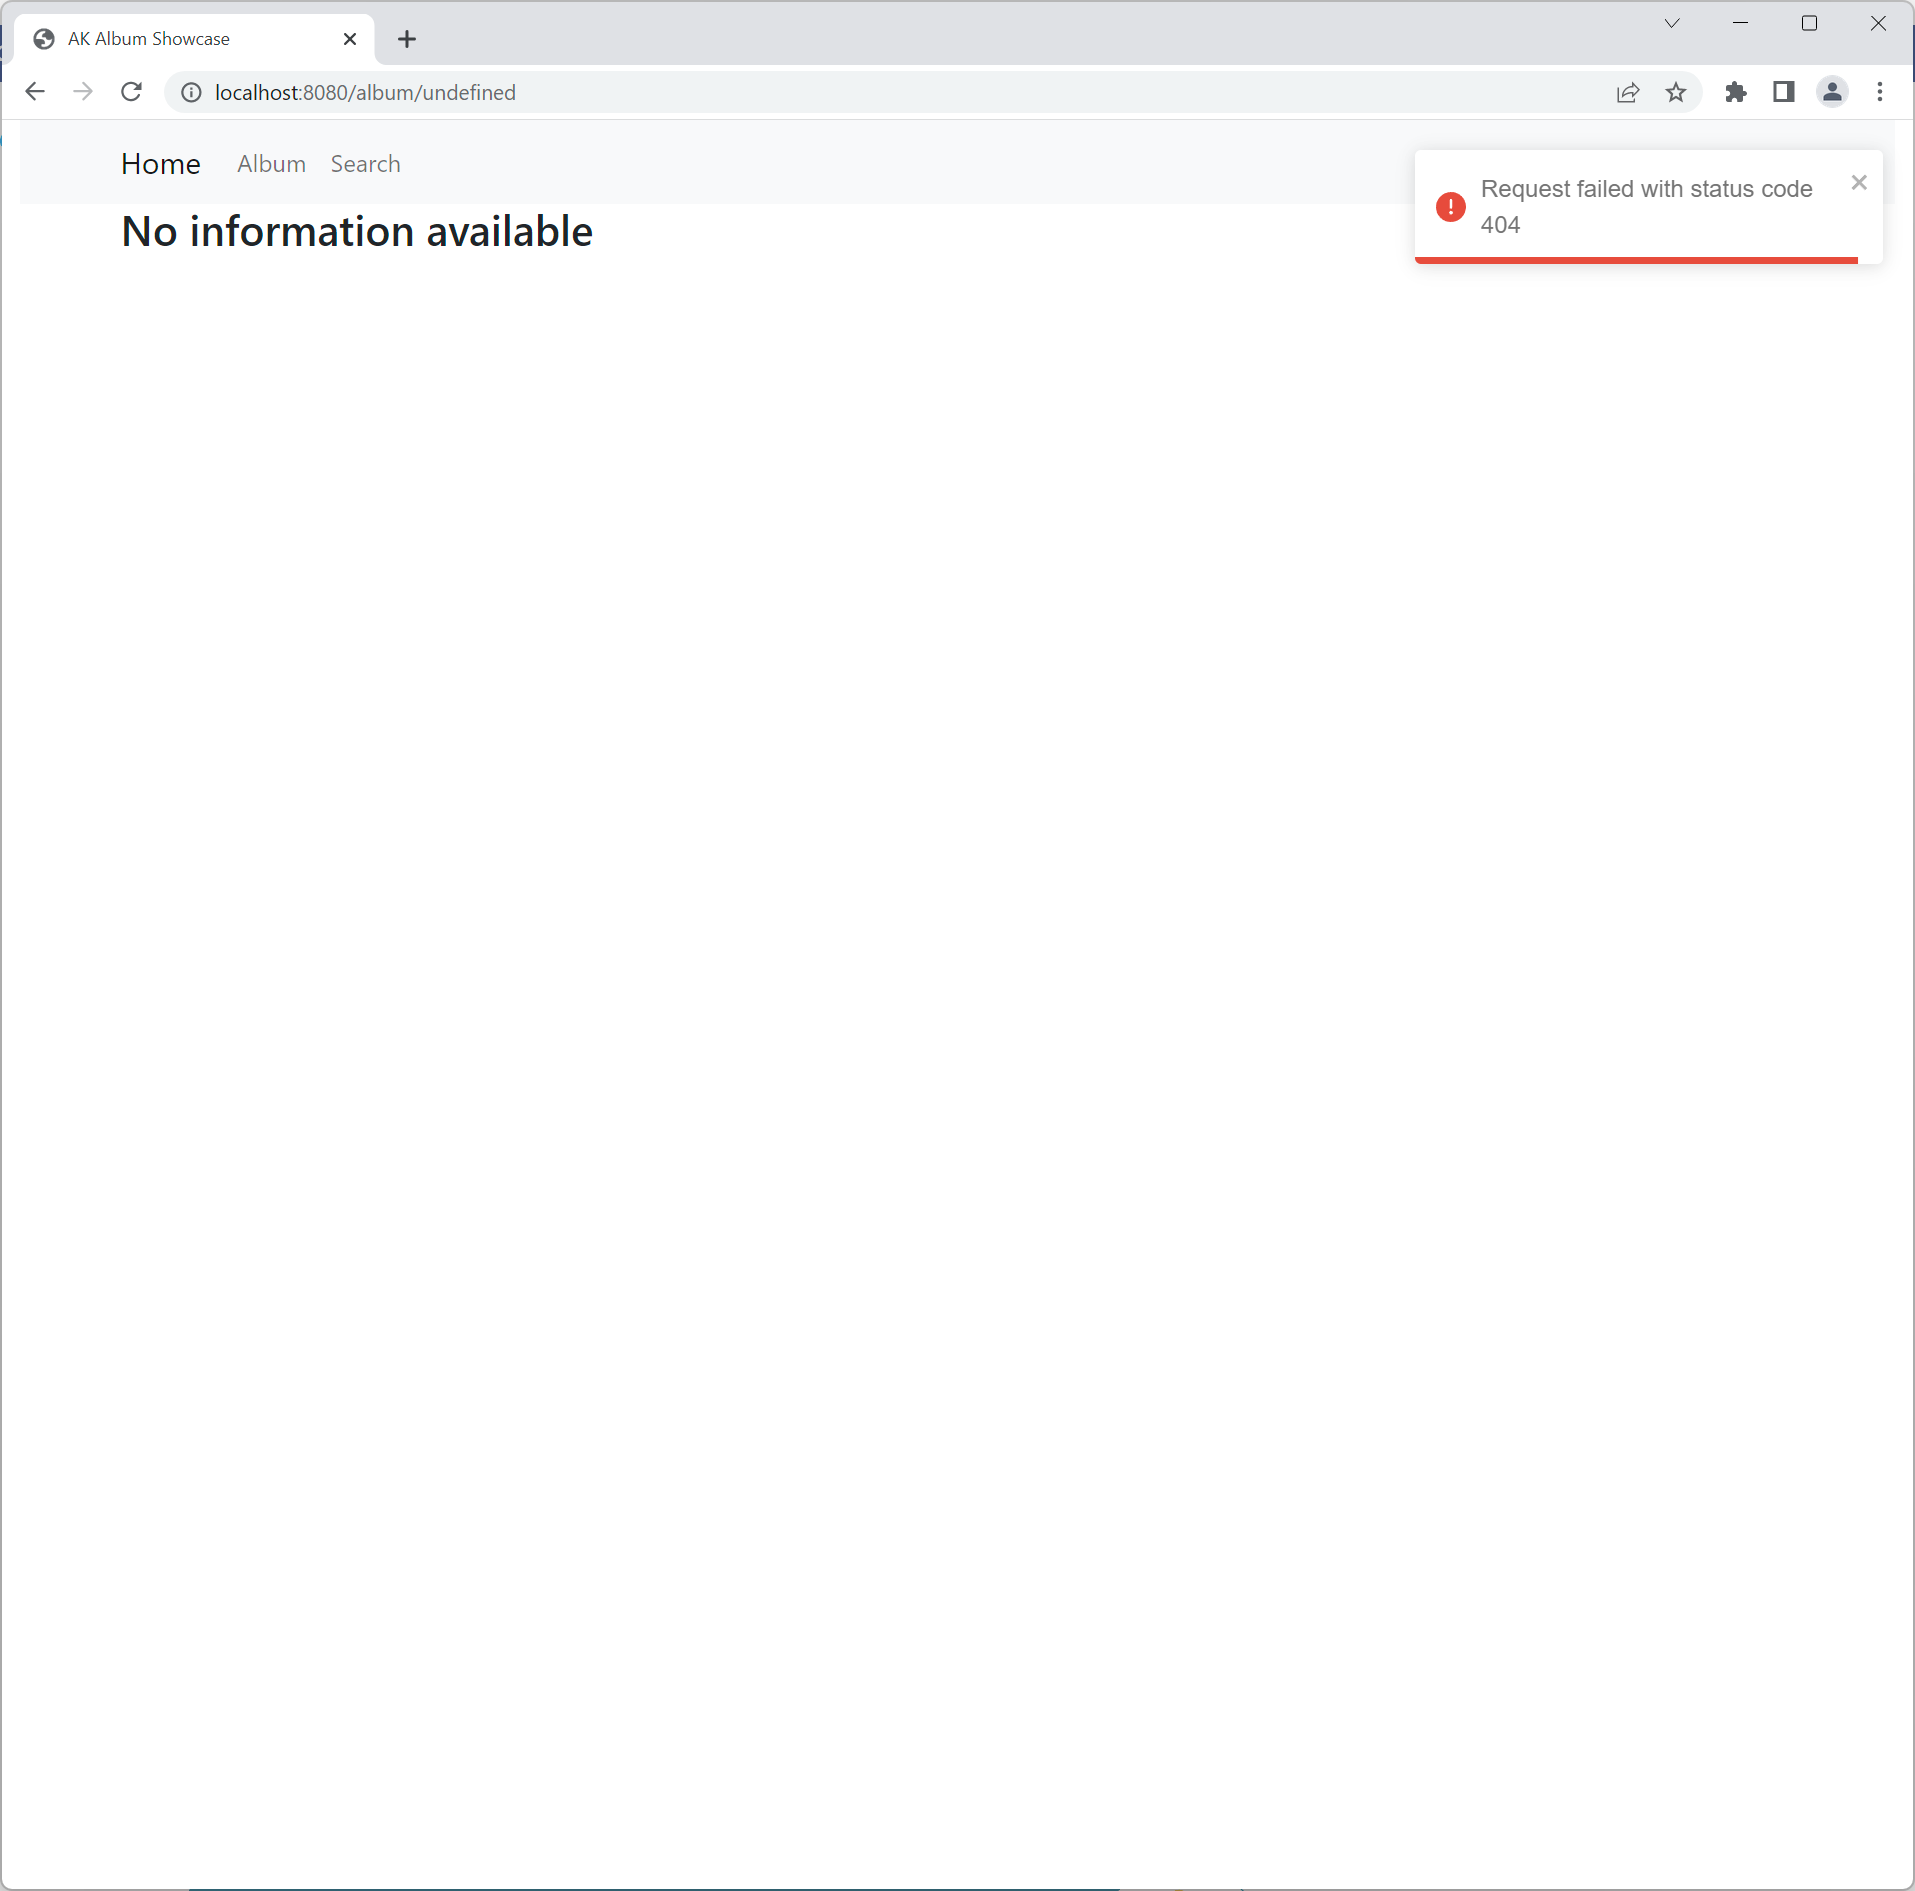 AK Album Showcase
localhost:8080/album/undefined
Home Album Search
Request failed with status code
404
No information available